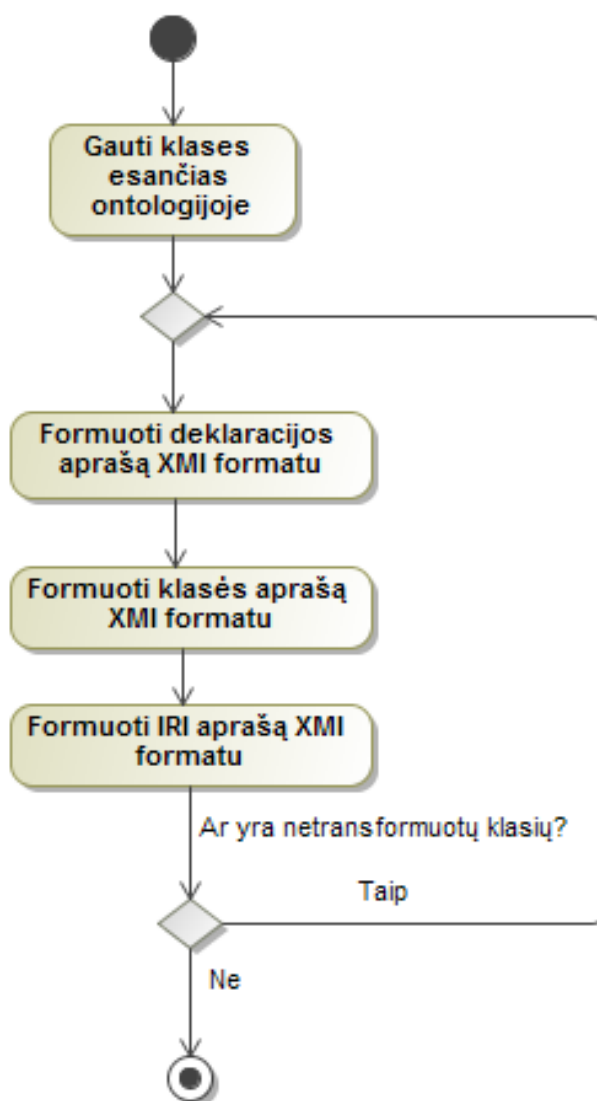 Gauti klases
esančias
ontologijoje
Formuoti deklaracijos
aprašą XMI formatu
Formuoti klasės aprašą
XMI formatu
Formuoti IRI aprašą XMI
formatu
Ar yra netransformuotų klasių?
Taip
Ne